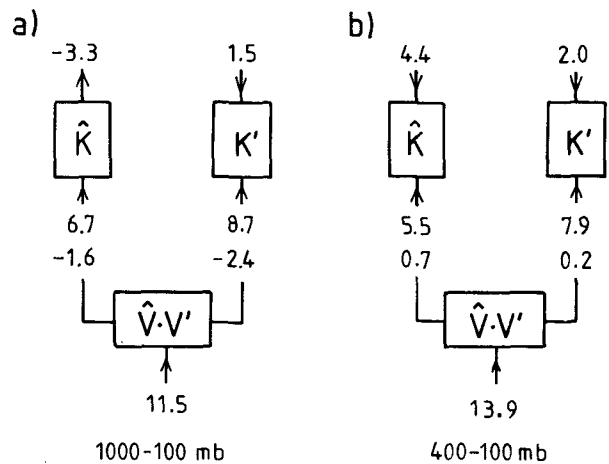 a)
-3.3 1.5
K̂ K'
6.7 8.7
-1.6 -2.4
V̂·V'
11.5
1000-100 mb
b)
4.4 2.0
K̂ K'
5.5 7.9
0.7 0.2
V̂·V'
13.9
400-100 mb